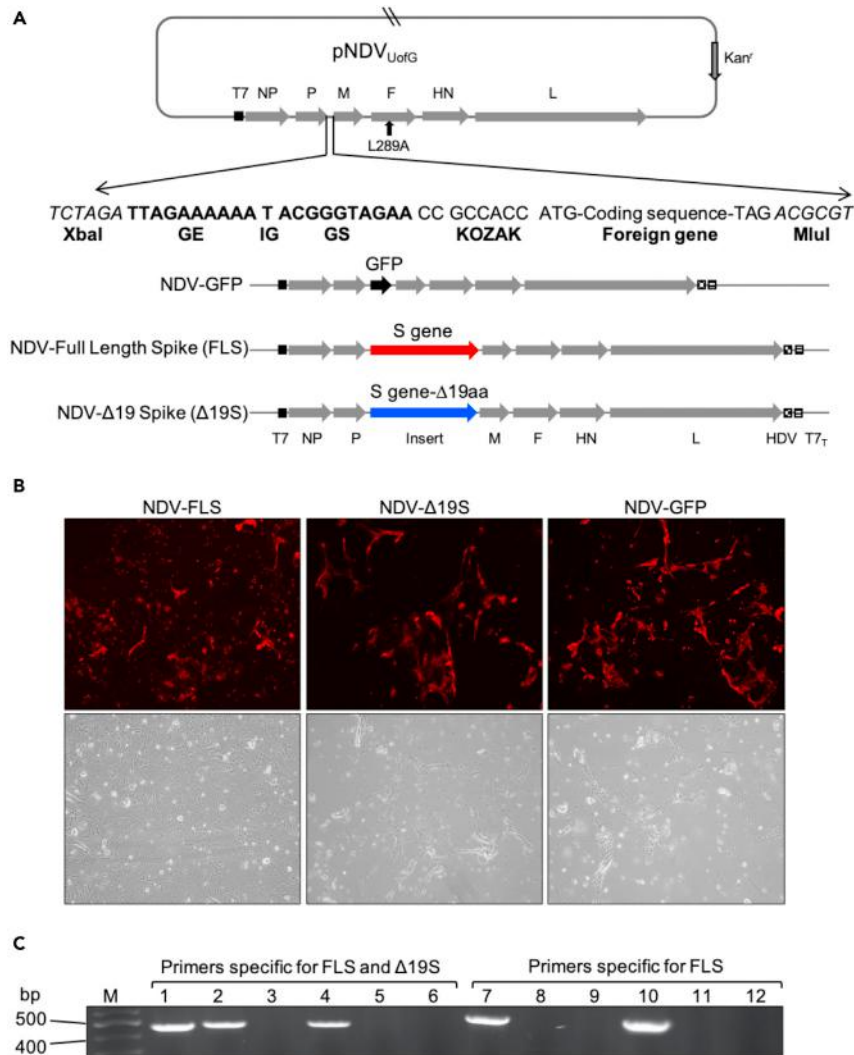 A
pNDVUofG
Kanr
T7 NP P M F HN L
L289A
TCTAGA TTAGAAAAAA T ACGGGTAGAA CC GCCACC ATG-Coding sequence-TAG ACGCGT
XbaI GE IG GS KOZAK Foreign gene MluI
GFP
NDV-GFP
S gene
NDV-Full Length Spike (FLS)
S gene-Δ19aa
NDV-Δ19 Spike (Δ19S)
T7 NP P Insert M F HN L HDV T7T
B
NDV-FLS NDV-Δ19S NDV-GFP
C
Primers specific for FLS and Δ19S Primers specific for FLS
bp M 1 2 3 4 5 6 7 8 9 10 11 12
500
400